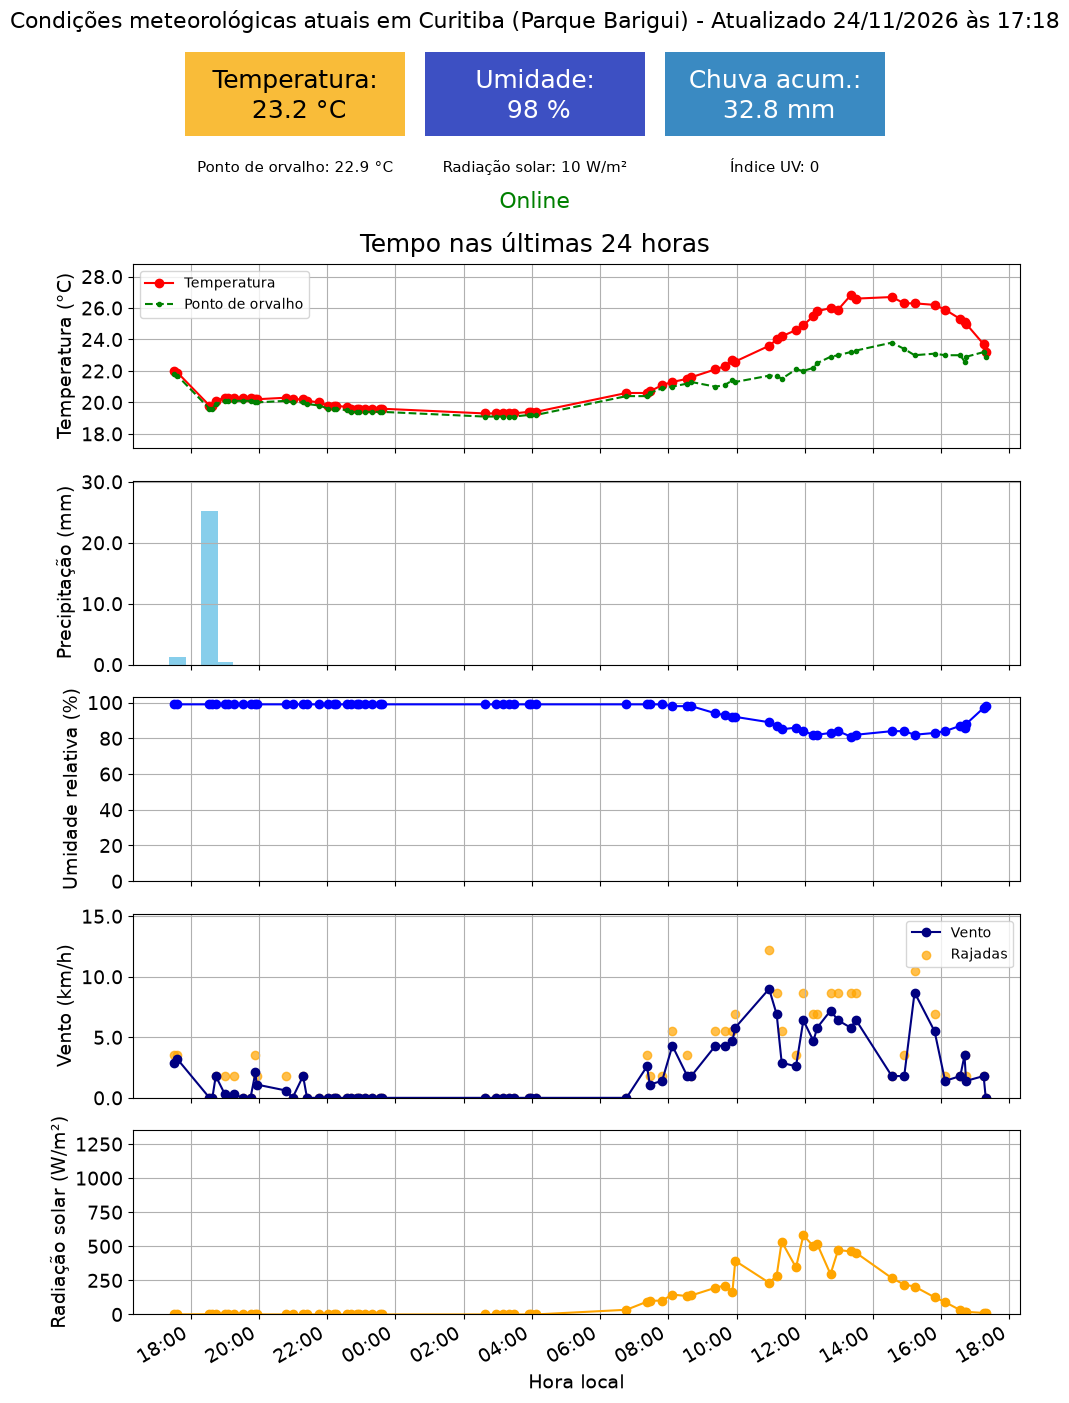 Condições meteorológicas atuais em Curitiba (Parque Barigui) - Atualizado 24/11/2026 às 17:18
Temperatura:
23.2 °C
Umidade:
98 %
Chuva acum.:
32.8 mm
Ponto de orvalho: 22.9 °C
Radiação solar: 10 W/m²
Índice UV: 0
Online
Tempo nas últimas 24 horas
Temperatura (°C)
28.0
26.0
24.0
22.0
20.0
18.0
Temperatura
Ponto de orvalho
Precipitação (mm)
30.0
20.0
10.0
0.0
Umidade relativa (%)
100
80
60
40
20
0
Vento (km/h)
15.0
10.0
5.0
0.0
Vento
Rajadas
Radiação solar (W/m²)
1250
1000
750
500
250
0
18:00
20:00
22:00
00:00
02:00
04:00
06:00
08:00
10:00
12:00
14:00
16:00
18:00
Hora local